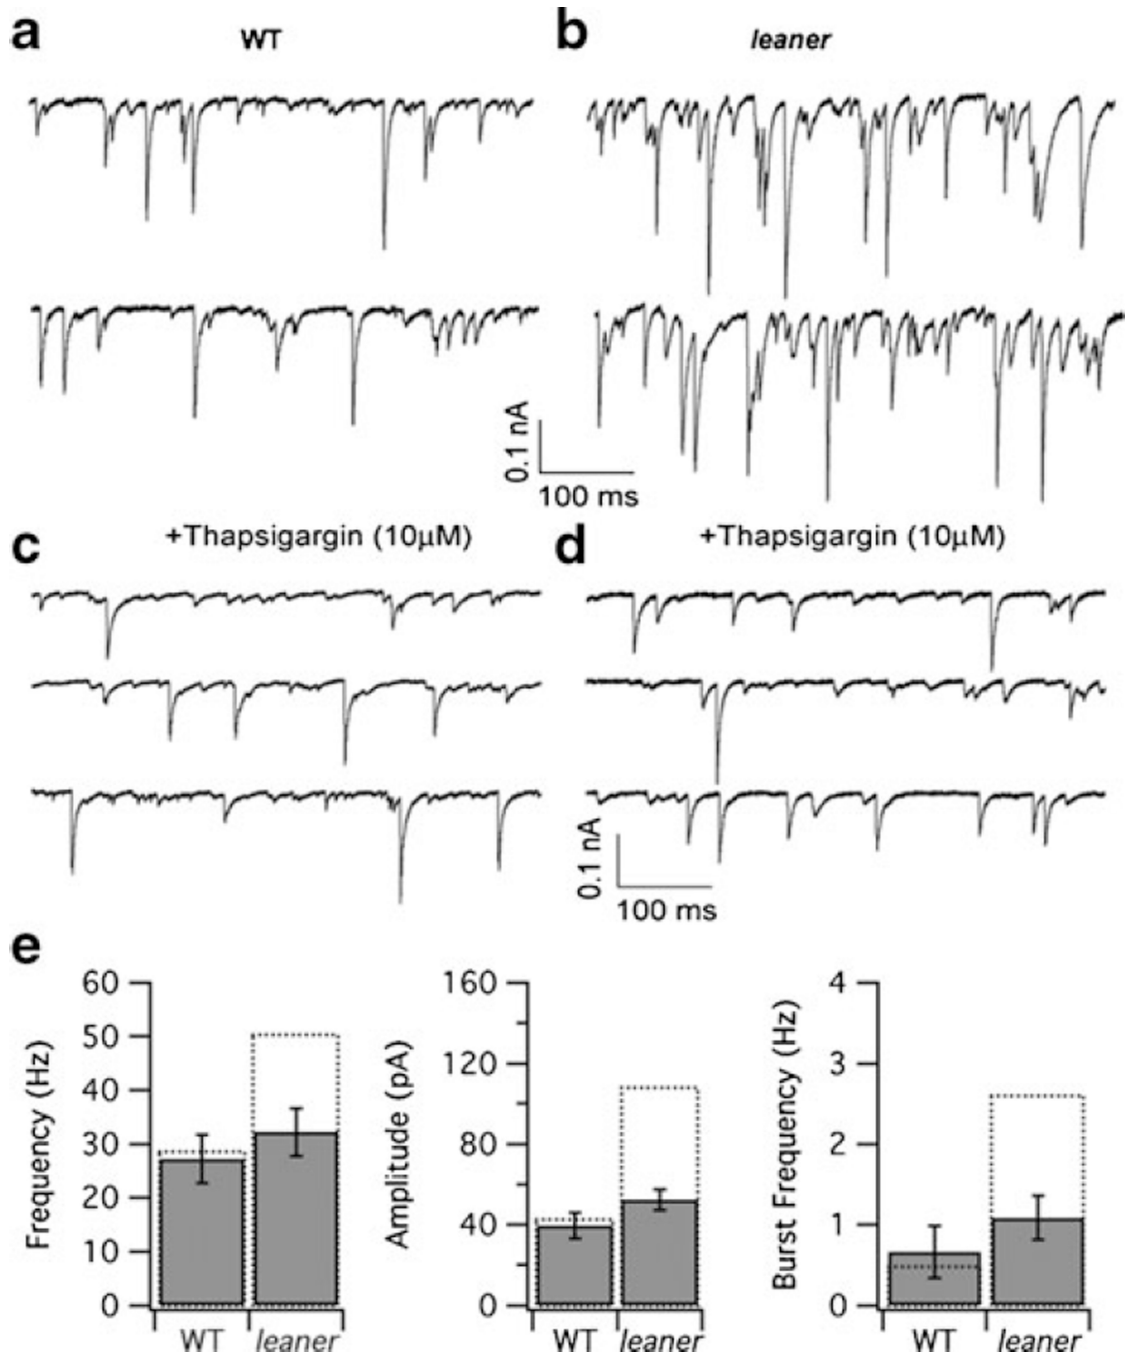 a WT b leaner
0.1 nA
100 ms
c +Thapsigargin (10μM) d +Thapsigargin (10μM)
0.1 nA
100 ms
e
Frequency (Hz)
60
50
40
30
20
10
0
WT leaner
Amplitude (pA)
160
120
80
40
0
WT leaner
Burst Frequency (Hz)
4
3
2
1
0
WT leaner